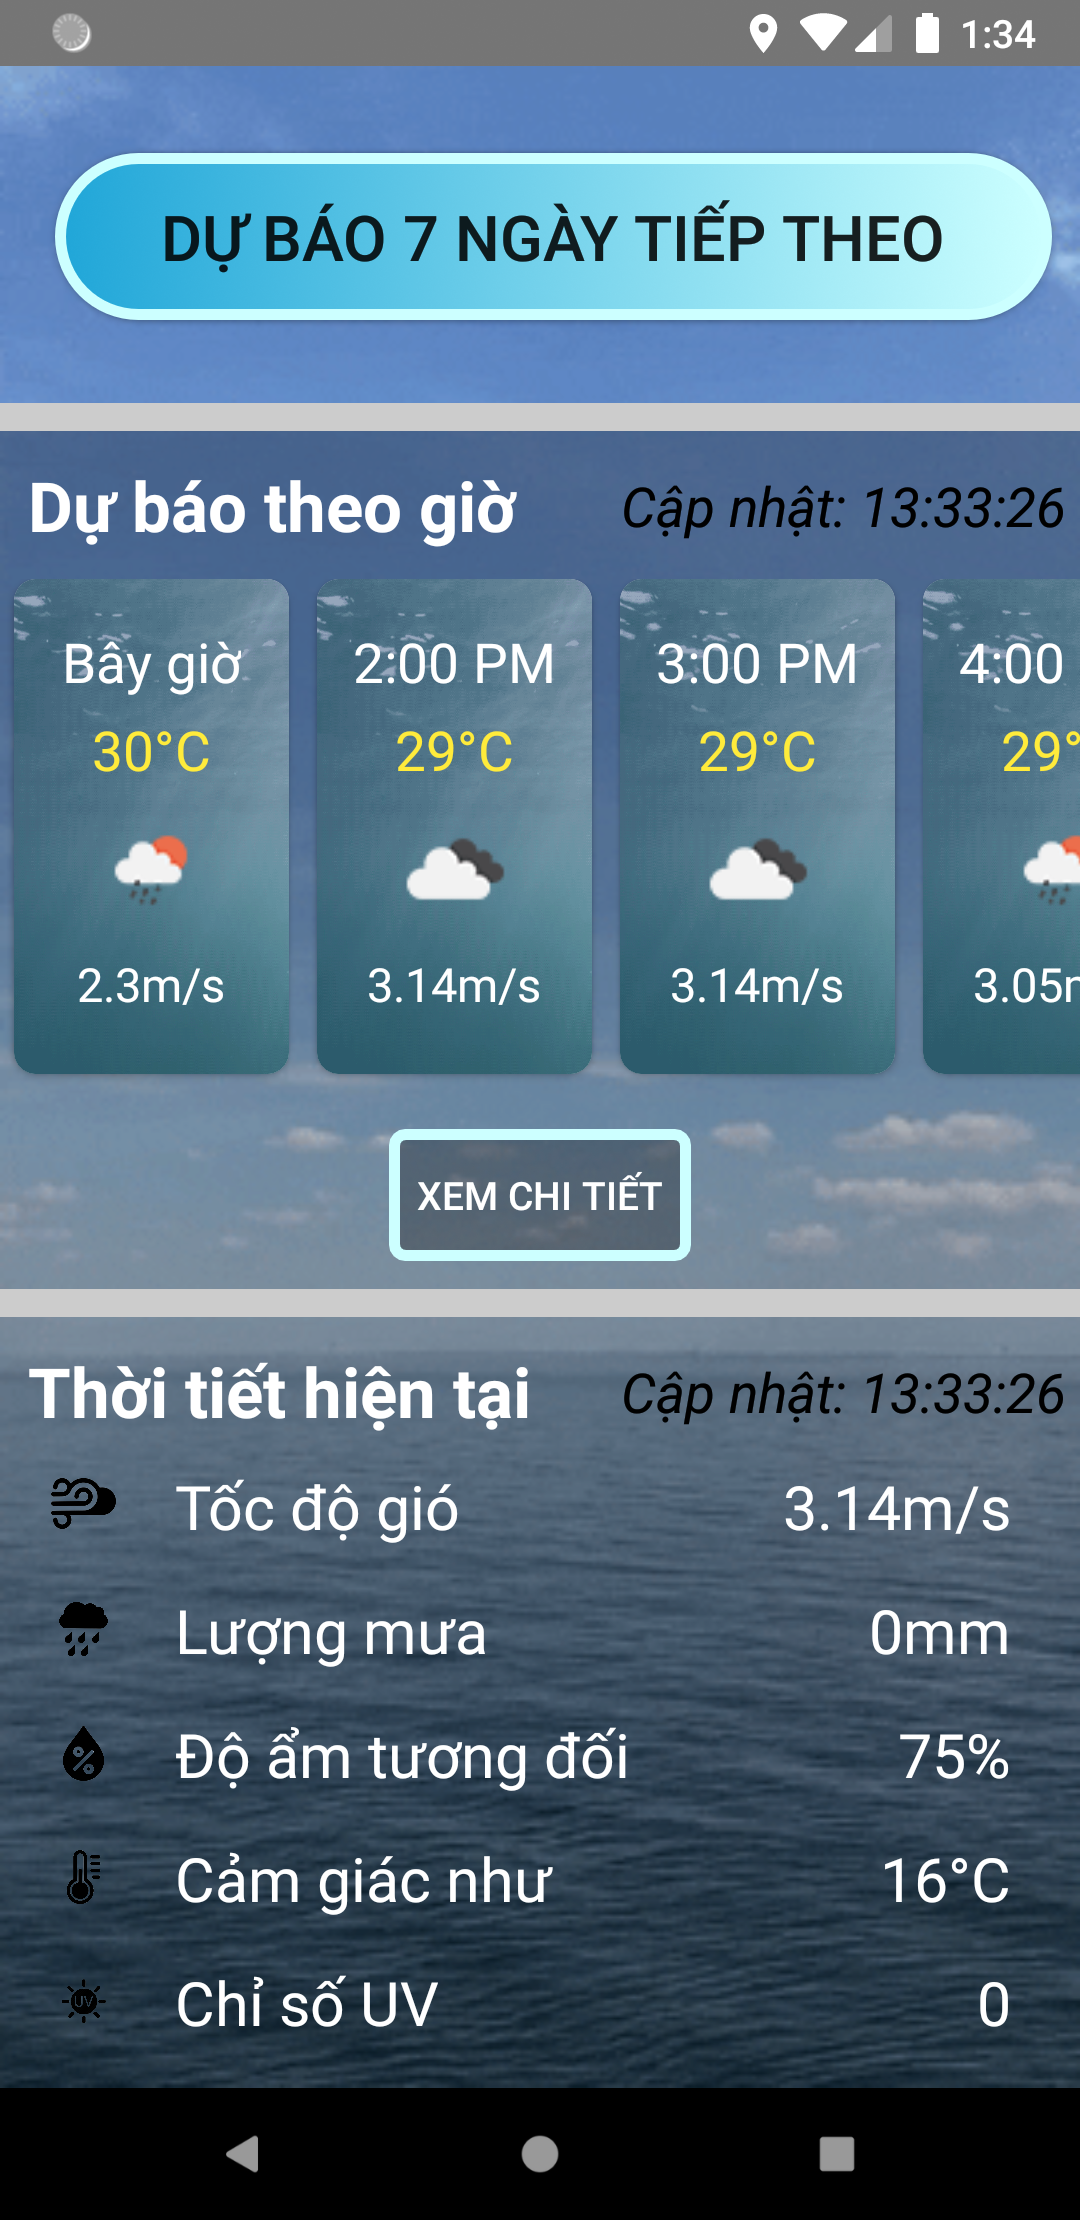 1:34
DỰ BÁO 7 NGÀY TIẾP THEO
Dự báo theo giờ Cập nhật: 13:33:26
Bây giờ 2:00 PM 3:00 PM 4:00
30°C 29°C 29°C 29°
2.3m/s 3.14m/s 3.14m/s 3.05m
XEM CHI TIẾT
Thời tiết hiện tại Cập nhật: 13:33:26
Tốc độ gió 3.14m/s
Lượng mưa 0mm
Độ ẩm tương đối 75%
Cảm giác như 16°C
UV Chỉ số UV 0